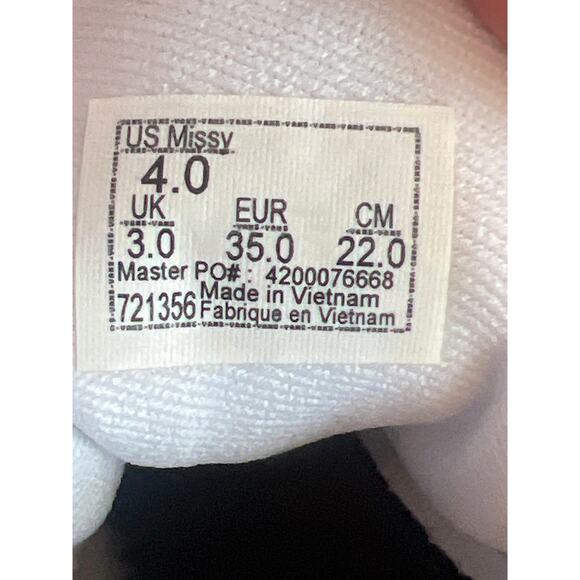 US Missy
4.0
UK EUR CM
3.0 35.0 22.0
Master PO# : 4200076668
721356 Made in Vietnam
Fabrique en Vietnam